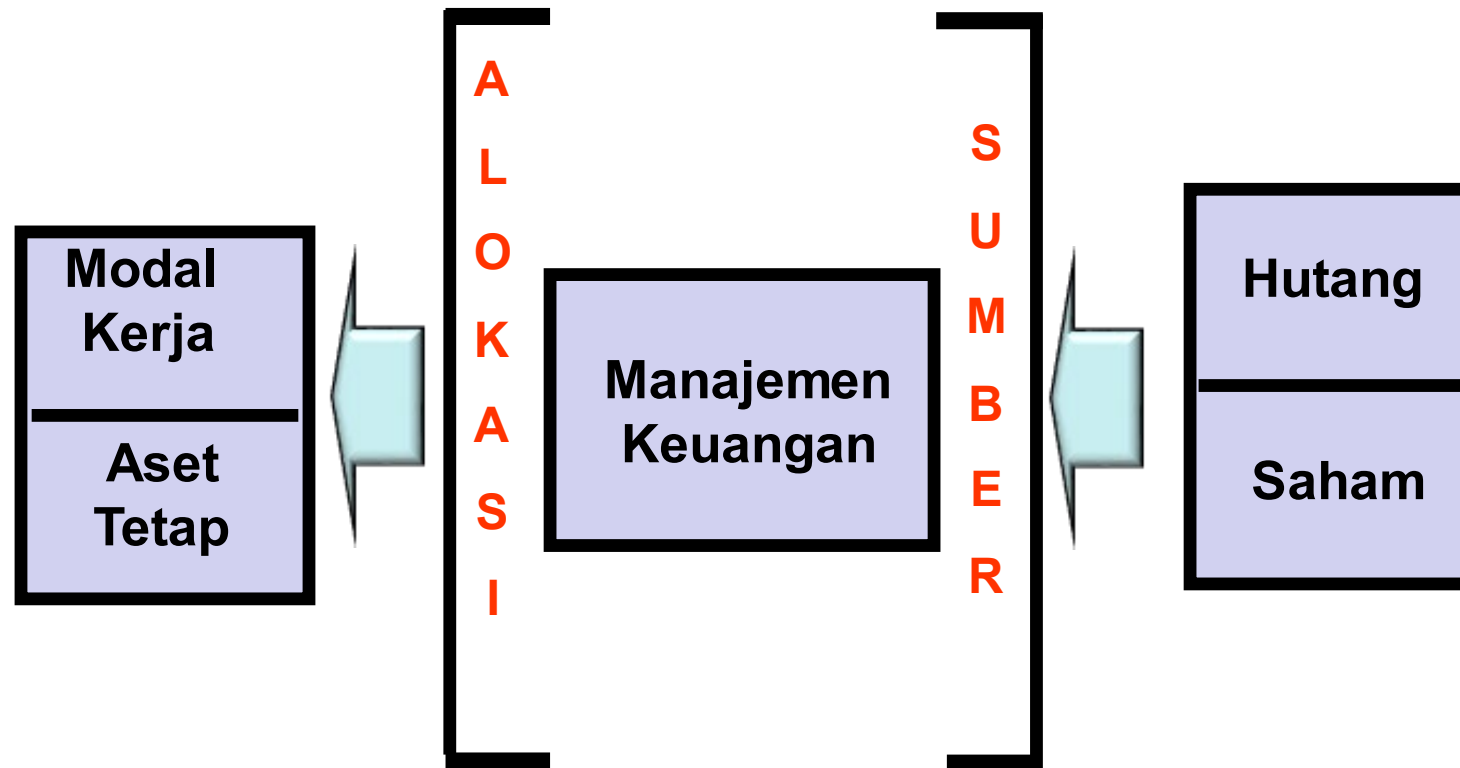 Modal
Kerja
Aset
Tetap
A
L
O
K
A
S
I
Manajemen
Keuangan
S
U
M
B
E
R
Hutang
Saham